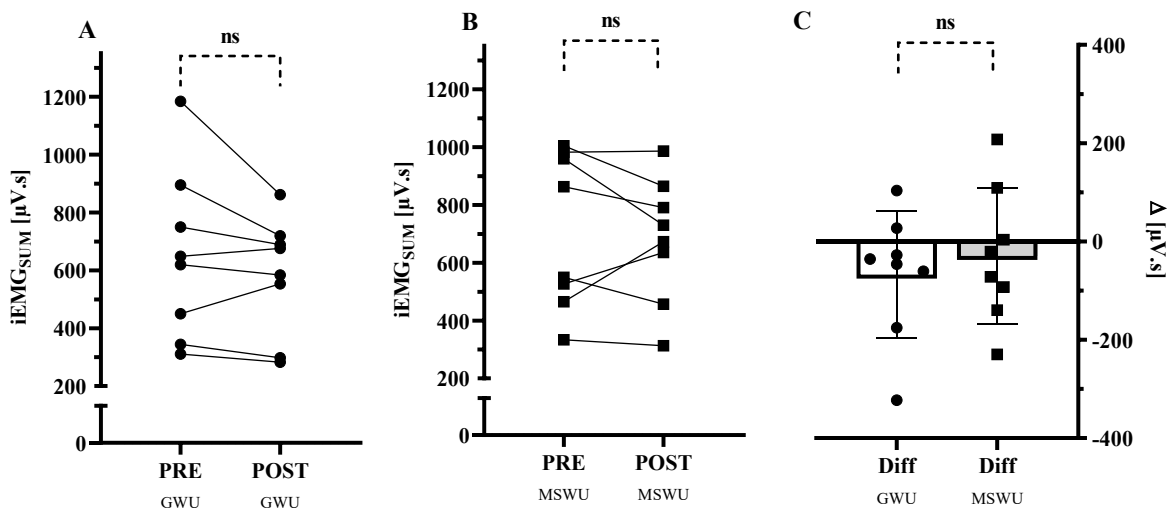 A
ns
iEMGSUM [µV.s]
1200
1000
800
600
400
200
0
PRE
POST
GWU
GWU
B
ns
iEMGSUM [µV.s]
1200
1000
800
600
400
200
0
PRE
POST
MSWU
MSWU
C
ns
400
200
0
-200
-400
Δ [µV.s]
Diff
Diff
GWU
MSWU